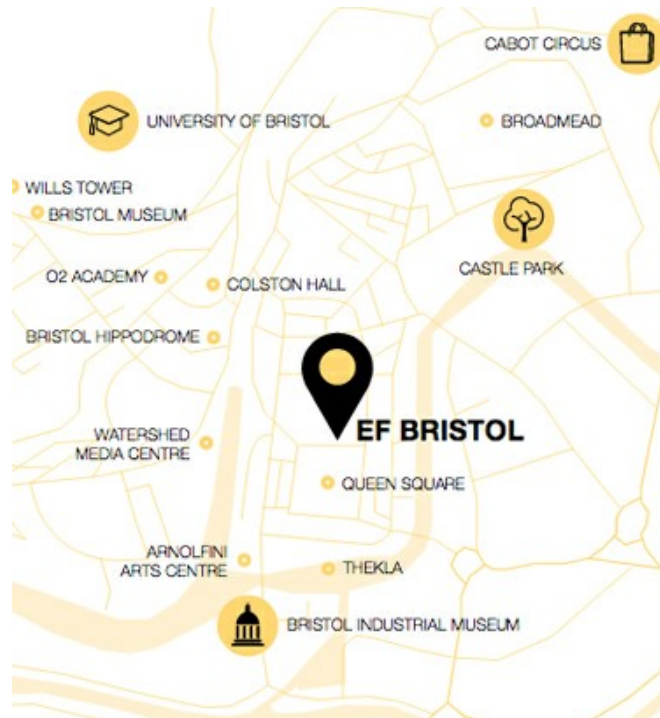 CABOT CIRCUS
UNIVERSITY OF BRISTOL
BROADMEAD
WILLS TOWER
BRISTOL MUSEUM
CASTLE PARK
O2 ACADEMY
COLSTON HALL
BRISTOL HIPPODROME
EF BRISTOL
WATERSHED
MEDIA CENTRE
QUEEN SQUARE
ARNOLFINI
ARTS CENTRE
THEKLA
BRISTOL INDUSTRIAL MUSEUM